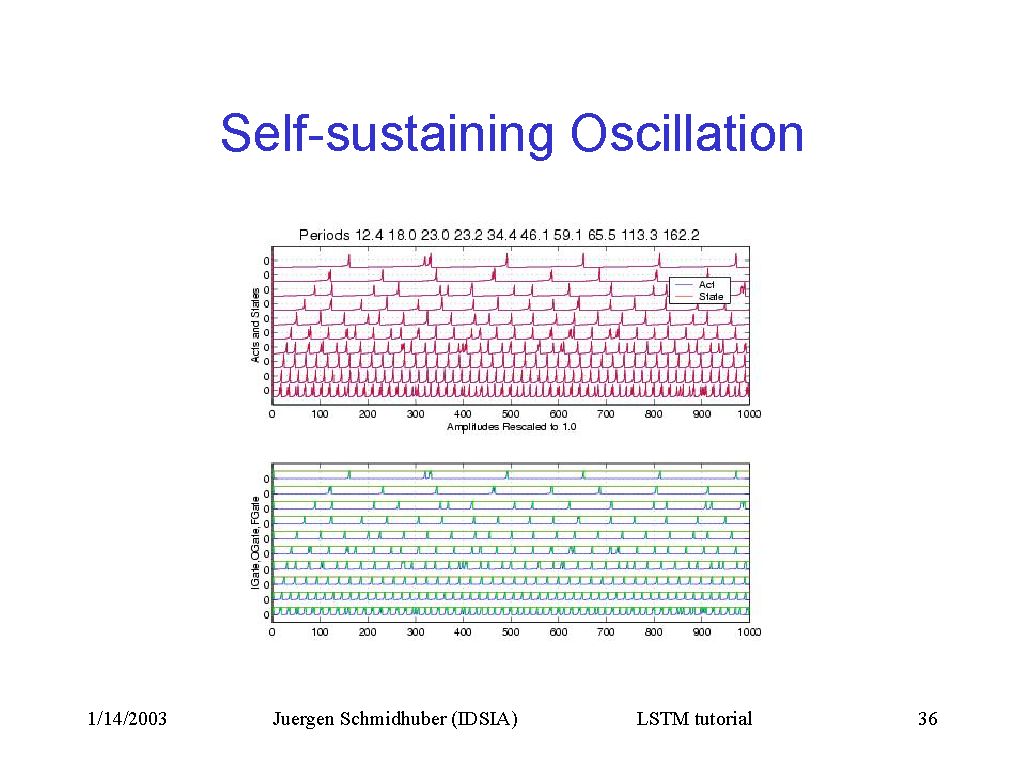 Self-sustaining Oscillation
Periods 12.4 18.0 23.0 23.2 34.4 46.1 59.1 65.5 113.3 162.2
Acts and States
0
0
0
0
0
0
0
0
0
0
Act
State
0 100 200 300 400 500 600 700 800 900 1000
Amplitudes Rescaled to 1.0
IGate,OGate,FGate
0
0
0
0
0
0
0
0
0
0
0 100 200 300 400 500 600 700 800 900 1000
1/14/2003 Juergen Schmidhuber (IDSIA) LSTM tutorial 36